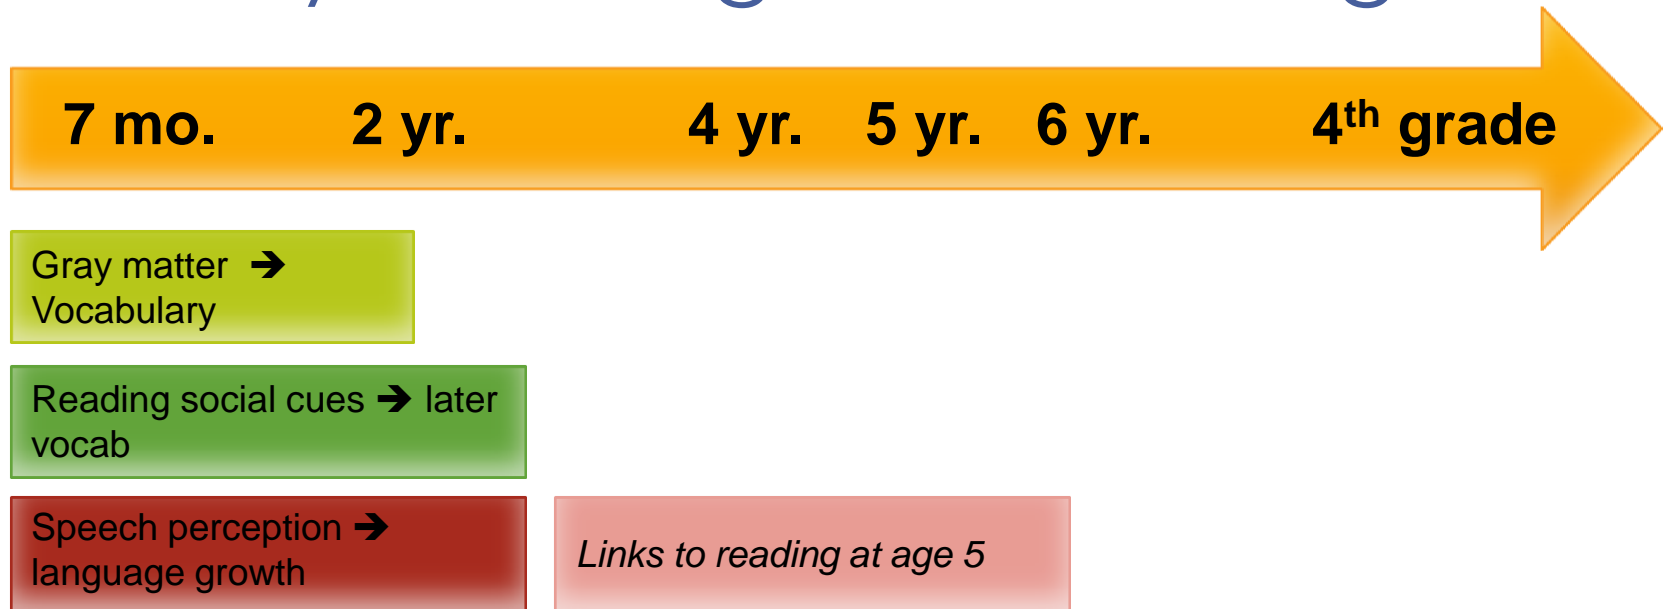 7 mo. 2 yr. 4 yr. 5 yr. 6 yr. 4th grade
Gray matter ➔
Vocabulary
Reading social cues ➔ later
vocab
Speech perception ➔
language growth
Links to reading at age 5